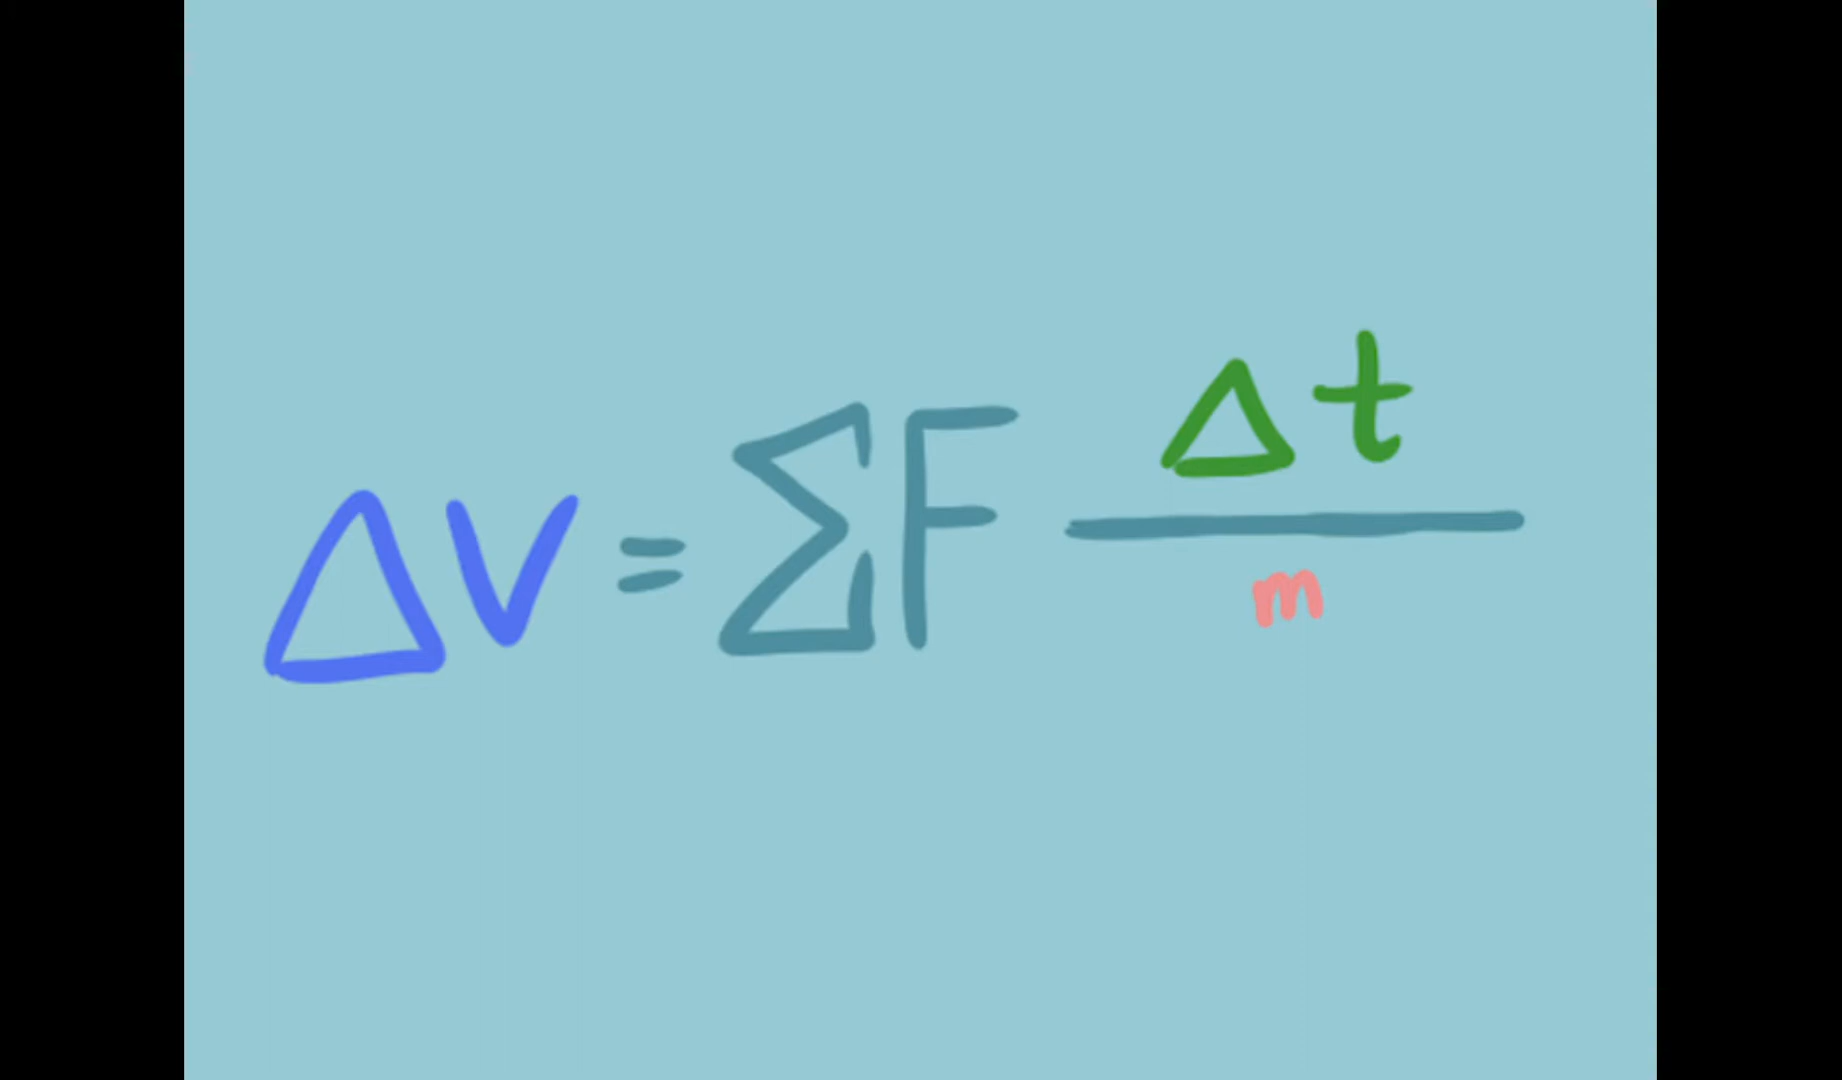 ΔV = ΣF Δt / m